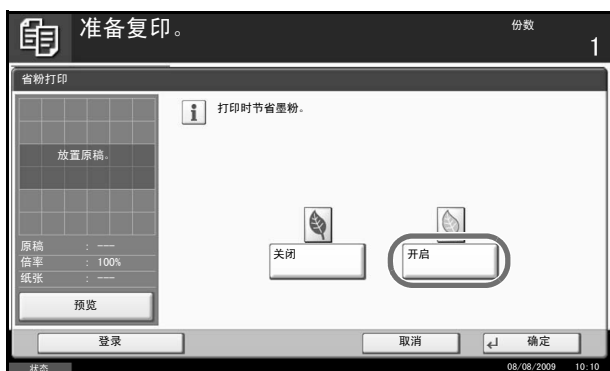 准备复印。
份数
1
省粉打印
打印时节省墨粉。
放置原稿。
关闭
开启
原稿 : ---
倍率 : 100%
纸张 : ---
预览
登录
取消
确定
状态
08/08/2009 10:10